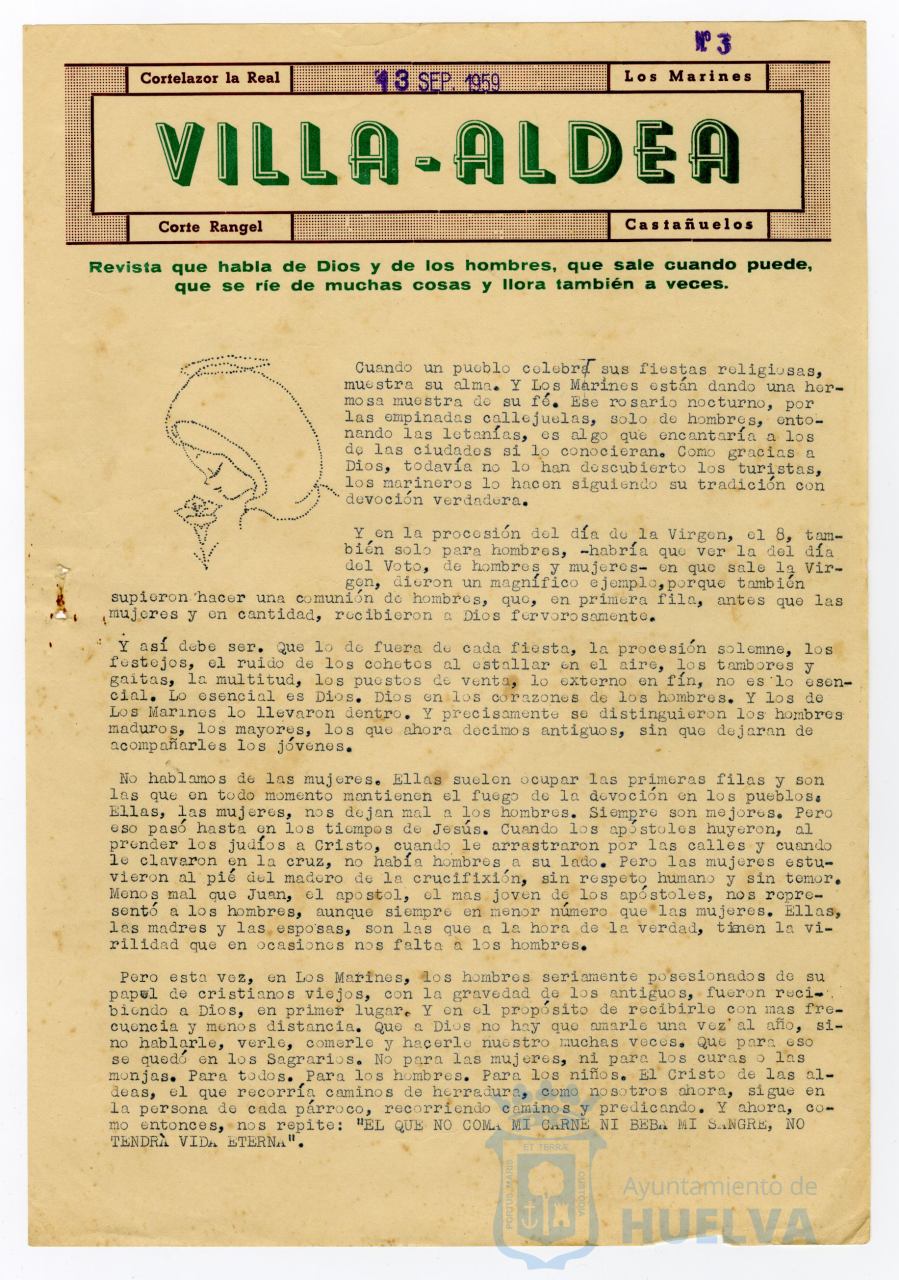 Nº 3
Cortelazor la Real
13 SEP. 1959
Los Marines
VILLA-ALDEA
Corte Rangel
Castañuelos
Revista que habla de Dios y de los hombres, que sale cuando puede,
que se ríe de muchas cosas y llora también a veces.
Cuando un pueblo celebra sus fiestas religiosas,
muestra su alma. Y Los Marines están dando una her-
mosa muestra de su fé. Ese rosario nocturno, por
las empinadas callejuelas, solo de hombres, ento-
nando las letanías, es algo que encantaría a los
de las ciudades si lo conocieran. Como gracias a
Dios, todavía no lo han descubierto los turistas,
los marineros lo hacen siguiendo su tradición con
devoción verdadera.
Y en la procesión del día de la Virgen, el 8, tam-
bién solo para hombres, -habría que ver la del día
del Voto, de hombres y mujeres- en que sale la Vir-
gen, dieron un magnífico ejemplo, porque también
supieron hacer una comunión de hombres, que, en primera fila, antes que las
mujeres y en cantidad, recibieron a Dios fervorosamente.
Y así debe ser. Que lo de fuera de cada fiesta, la procesión solemne, los
festejos, el ruido de los cohetes al estallar en el aire, los tambores y
gaitas, la multitud, los puestos de venta, lo externo en fín, no es lo esen-
cial. Lo esencial es Dios. Dios en los corazones de los hombres. Y los de
Los Marines lo llevaron dentro. Y precisamente se distinguieron los hombres
maduros, los mayores, los que ahora decimos antiguos, sin que dejaran de
acompañarles los jóvenes.
No hablamos de las mujeres. Ellas suelen ocupar las primeras filas y son
las que en todo momento mantienen el fuego de la devoción en los pueblos.
Ellas, las mujeres, nos dejan mal a los hombres. Siempre son mejores. Pero
eso pasó hasta en los tiempos de Jesús. Cuando los apóstoles huyeron, al
prender los judíos a Cristo, cuando le arrastraron por las calles y cuando
le clavaron en la cruz, no había hombres a su lado. Pero las mujeres estu-
vieron al pié del madero de la crucifixión, sin respeto humano y sin temor.
Menos mal que Juan, el apostol, el mas joven de los apóstoles, nos repre-
sentó a los hombres, aunque siempre en menor número que las mujeres. Ellas,
las madres y las esposas, son las que a la hora de la verdad, tienen la vi-
rilidad que en ocasiones nos falta a los hombres.
Pero esta vez, en Los Marines, los hombres seriamente posesionados de su
papel de cristianos viejos, con la gravedad de los antiguos, fueron reci-
biendo a Dios, en primer lugar. Y en el propósito de recibirle con mas fre-
cuencia y menos distancia. Que a Dios no hay que amarle una vez al año, si-
no hablarle, verle, comerle y hacerle nuestro muchas veces. Que para eso
se quedó en los Sagrarios. No para las mujeres, ni para los curas o las
monjas. Para todos. Para los hombres. Para los niños. El Cristo de las al-
deas, el que recorría caminos de herradura, como nosotros ahora, sigue en
la persona de cada párroco, recorriendo caminos y predicando. Y ahora, co-
mo entonces, nos repite: "EL QUE NO COMA MI CARNE NI BEBA MI SANGRE, NO
TENDRÀ VIDA ETERNA".
ET TERRAE
PORTUS MARIS
CUSTODIA
Ayuntamiento de
HUELVA